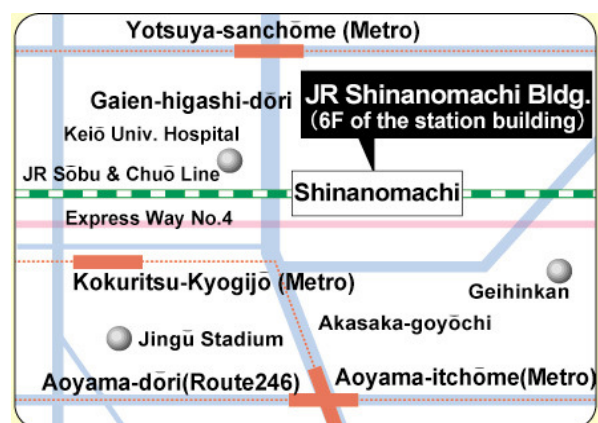 Yotsuya-sanchōme (Metro)
Gaien-higashi-dōri
JR Shinanomachi Bldg.
(6F of the station building)
Keiō Univ. Hospital
JR Sōbu & Chuō Line
Shinanomachi
Express Way No.4
Kokuritsu-Kyogijō (Metro)
Geihinkan
Akasaka-goyōchi
Jingū Stadium
Aoyama-dōri(Route246)
Aoyama-itchōme(Metro)